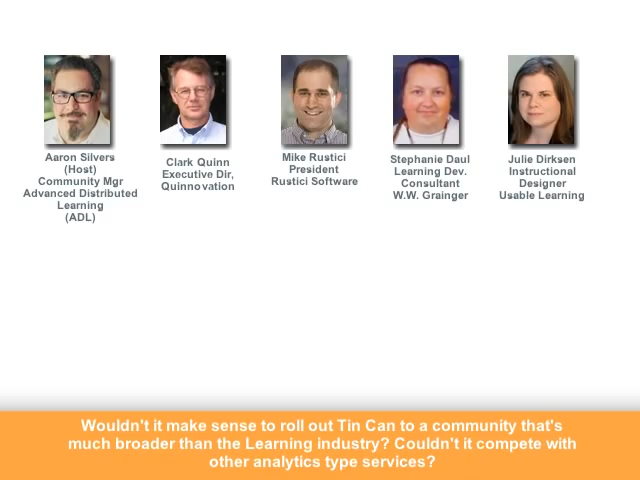 Aaron Silvers
(Host)
Community Mgr
Advanced Distributed
Learning
(ADL)
Clark Quinn
Executive Dir,
Quinnovation
Mike Rustici
President
Rustici Software
Stephanie Daul
Learning Dev.
Consultant
W.W. Grainger
Julie Dirksen
Instructional
Designer
Usable Learning
Wouldn't it make sense to roll out Tin Can to a community that's
much broader than the Learning industry? Couldn't it compete with
other analytics type services?